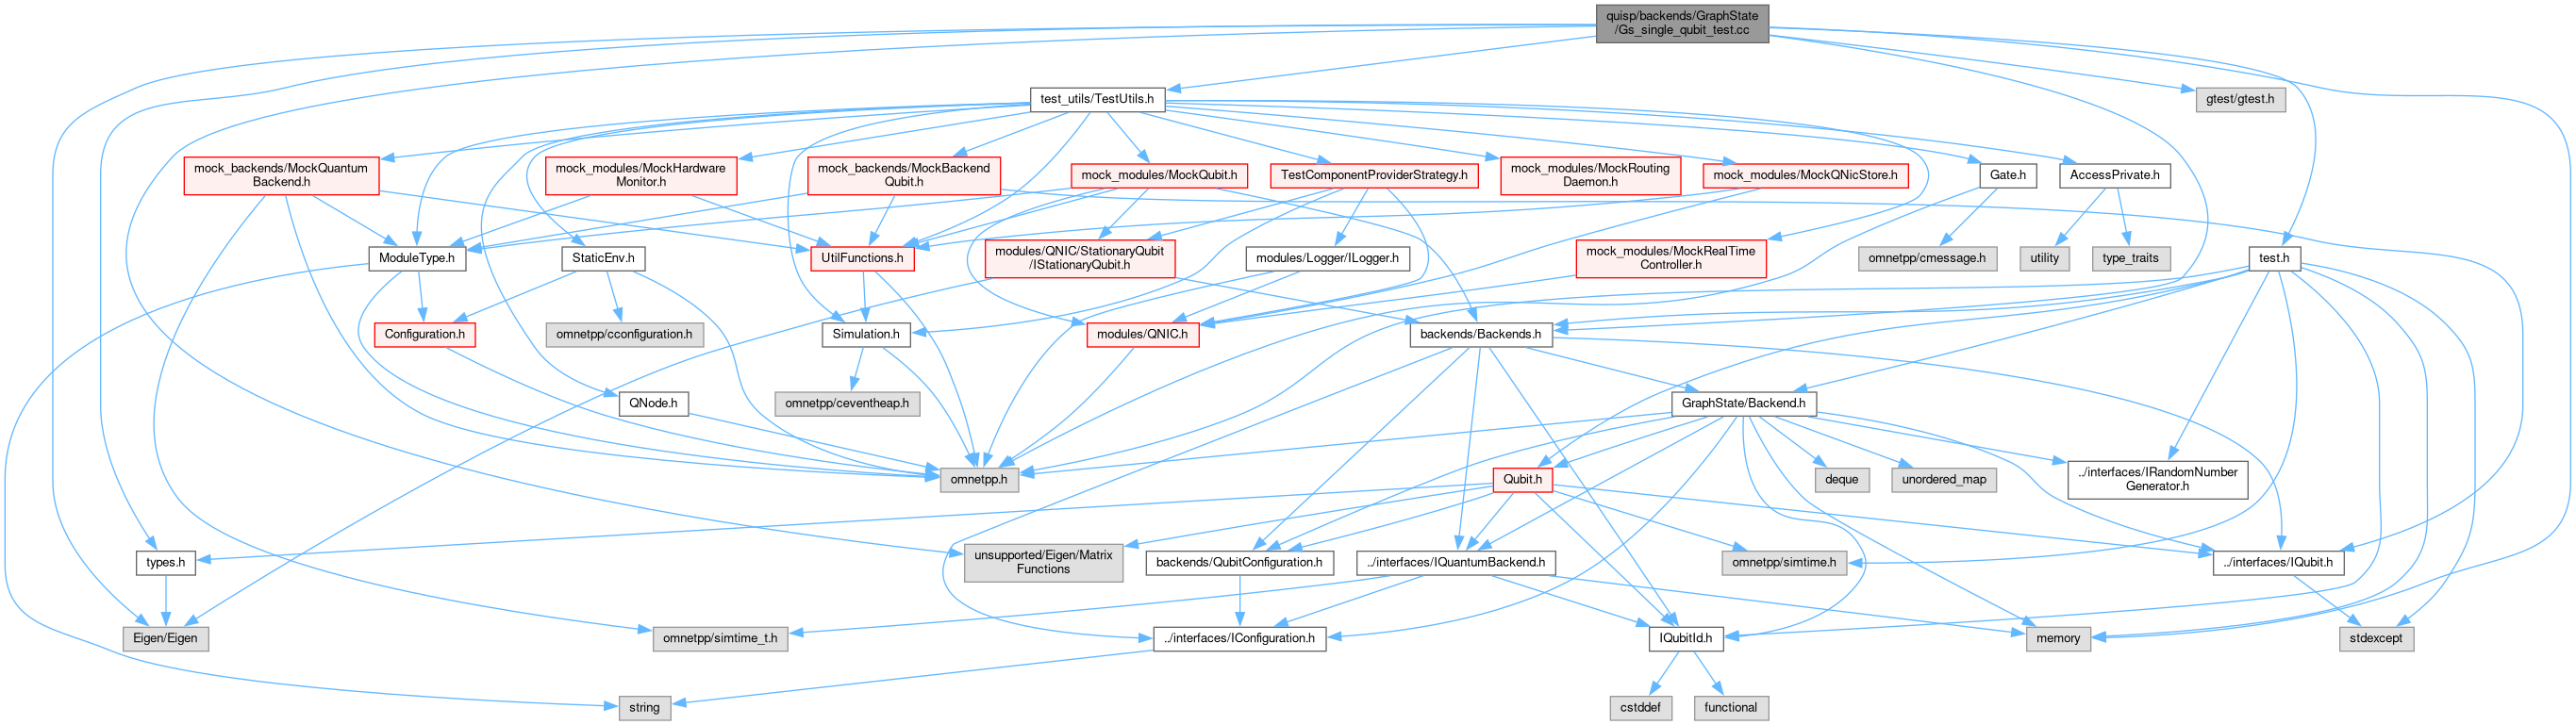 quisp/backends/GraphState
/Gs_single_qubit_test.cc
test_utils/TestUtils.h
gtest/gtest.h
mock_backends/MockQuantum
Backend.h
mock_modules/MockHardware
Monitor.h
mock_backends/MockBackend
Qubit.h
mock_modules/MockQubit.h
TestComponentProviderStrategy.h
mock_modules/MockRouting
Daemon.h
mock_modules/MockQNicStore.h
Gate.h
AccessPrivate.h
ModuleType.h
StaticEnv.h
UtilFunctions.h
modules/QNIC/StationaryQubit
/IStationaryQubit.h
modules/Logger/ILogger.h
mock_modules/MockRealTime
Controller.h
omnetpp/cmessage.h
utility
type_traits
test.h
Configuration.h
omnetpp/cconfiguration.h
Simulation.h
modules/QNIC.h
backends/Backends.h
QNode.h
omnetpp/ceventheap.h
GraphState/Backend.h
omnetpp.h
Qubit.h
deque
unordered_map
../interfaces/IRandomNumber
Generator.h
types.h
unsupported/Eigen/Matrix
Functions
backends/QubitConfiguration.h
../interfaces/IQuantumBackend.h
omnetpp/simtime.h
../interfaces/IQubit.h
Eigen/Eigen
omnetpp/simtime_t.h
../interfaces/IConfiguration.h
IQubitId.h
memory
stdexcept
string
cstddef
functional